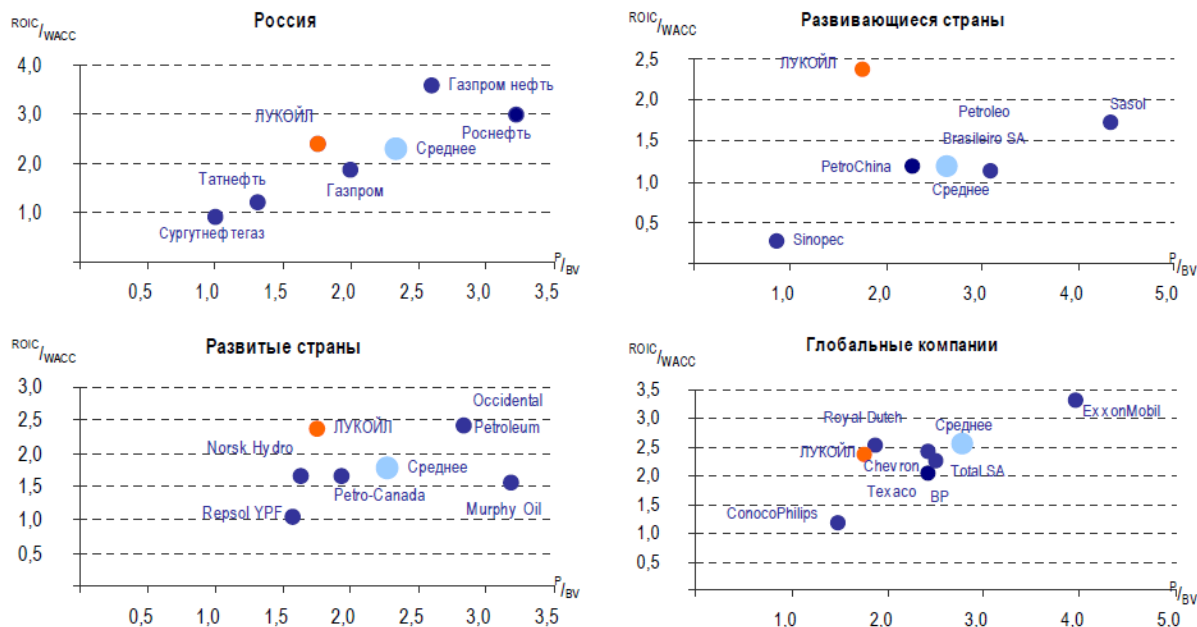 Россия
ROIC/WACC
4,0
3,0
2,0
1,0
Газпром нефть
ЛУКОЙЛ
Роснефть
Среднее
Татнефть
Газпром
Сургутнефтегаз
P/BV
0,5 1,0 1,5 2,0 2,5 3,0 3,5
Развивающиеся страны
ROIC/WACC
2,5
2,0
1,5
1,0
0,5
ЛУКОЙЛ
Petroleo
Brasileiro SA
Sasol
PetroChina
Среднее
Sinopec
P/BV
1,0 2,0 3,0 4,0 5,0
Развитые страны
ROIC/WACC
3,0
2,5
2,0
1,5
1,0
0,5
Occidental
Petroleum
ЛУКОЙЛ
Norsk Hydro
Среднее
Petro-Canada
Repsol YPF
Murphy Oil
P/BV
0,5 1,0 1,5 2,0 2,5 3,0 3,5
Глобальные компании
ROIC/WACC
3,5
3,0
2,5
2,0
1,5
1,0
0,5
ExxonMobil
Royal Dutch
Среднее
ЛУКОЙЛ
Chevron
Texaco
Total SA
BP
ConocoPhilips
P/BV
1,0 2,0 3,0 4,0 5,0